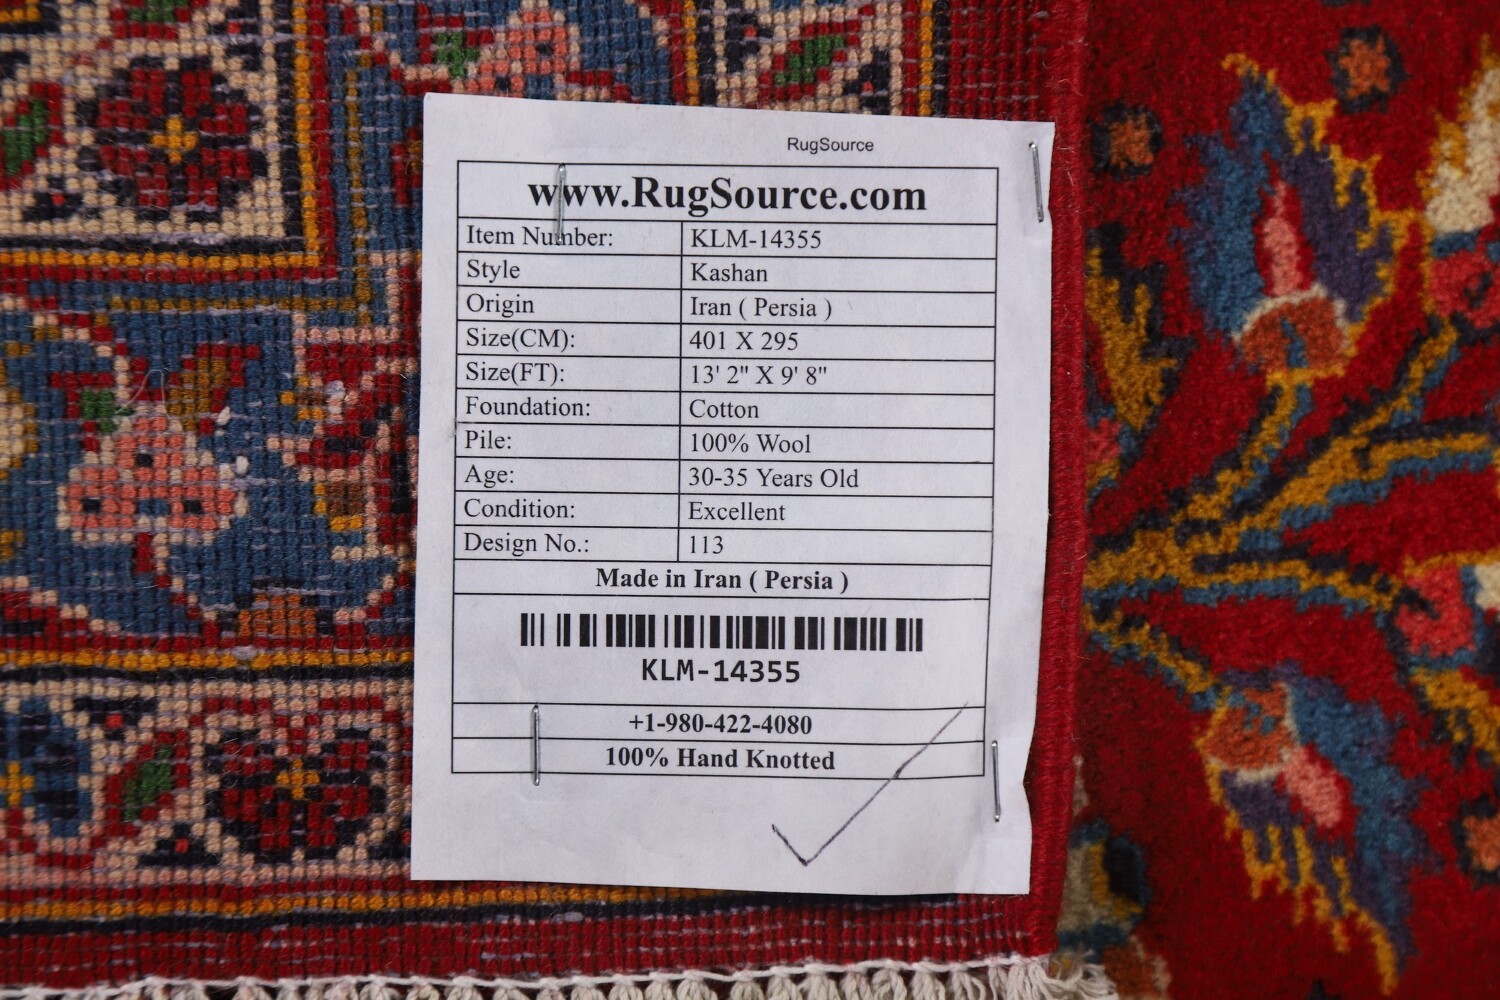 RugSource
www.RugSource.com
Item Number: KLM-14355
Style Kashan
Origin Iran ( Persia )
Size(CM): 401 X 295
Size(FT): 13' 2" X 9' 8"
Foundation: Cotton
Pile: 100% Wool
Age: 30-35 Years Old
Condition: Excellent
Design No.: 113
Made in Iran ( Persia )
KLM-14355
+1-980-422-4080
100% Hand Knotted